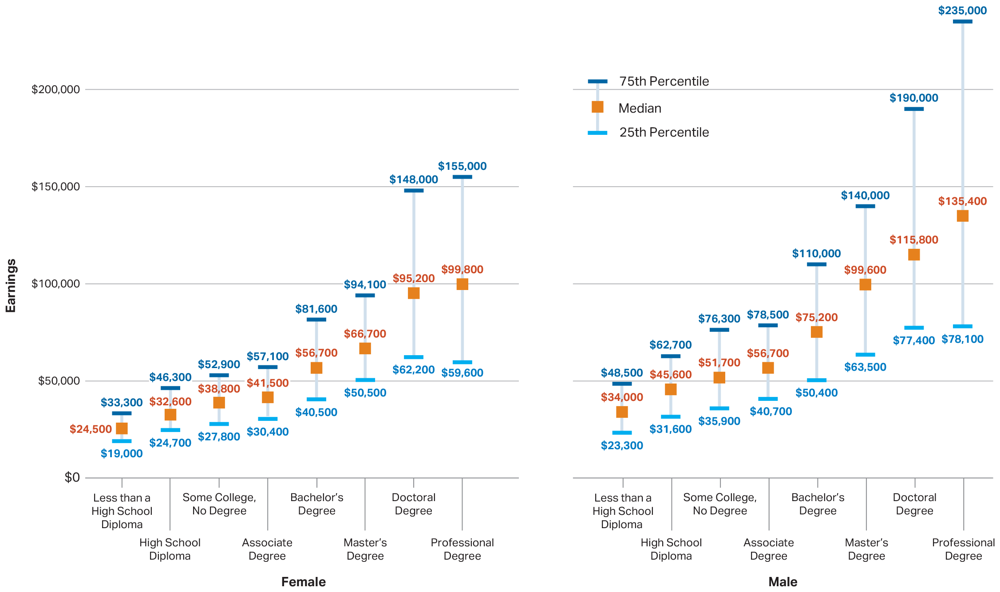 $235,000
$200,000
75th Percentile
$190,000
Median
25th Percentile
$155,000
$148,000
$150,000
$140,000
$135,400
$115,800
$110,000
$99,800
$99,600
$95,200
$94,100
$100,000
Earnings
$81,600
$76,300
$78,500
$75,200
$66,700
$62,700
$77,400
$78,100
$56,700
$57,100
$52,900
$51,700
$56,700
$62,200
$59,600
$63,500
$50,000
$46,300
$48,500
$45,600
$41,500
$38,800
$50,500
$50,400
$33,300
$32,600
$34,000
$40,500
$40,700
$24,500
$30,400
$27,800
$24,700
$19,000
$35,900
$31,600
$23,300
$0
Less than a
High School
Diploma
High School
Diploma
Some College,
No Degree
Associate
Degree
Bachelor’s
Degree
Master’s
Degree
Doctoral
Degree
Professional
Degree
Female
Less than a
High School
Diploma
High School
Diploma
Some College,
No Degree
Associate
Degree
Bachelor’s
Degree
Master’s
Degree
Doctoral
Degree
Professional
Degree
Male